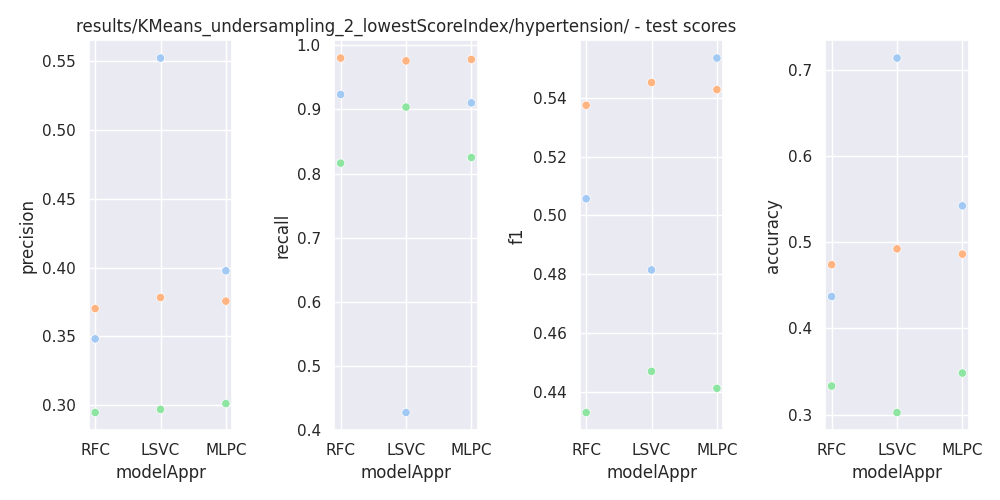 results/KMeans_undersampling_2_lowestScoreIndex/hypertension/ - test scores
precision
0.55
0.50
0.45
0.40
0.35
0.30
RFC LSVC MLPC
modelAppr
recall
1.0
0.9
0.8
0.7
0.6
0.5
0.4
RFC LSVC MLPC
modelAppr
f1
0.54
0.52
0.50
0.48
0.46
0.44
RFC LSVC MLPC
modelAppr
accuracy
0.7
0.6
0.5
0.4
0.3
RFC LSVC MLPC
modelAppr